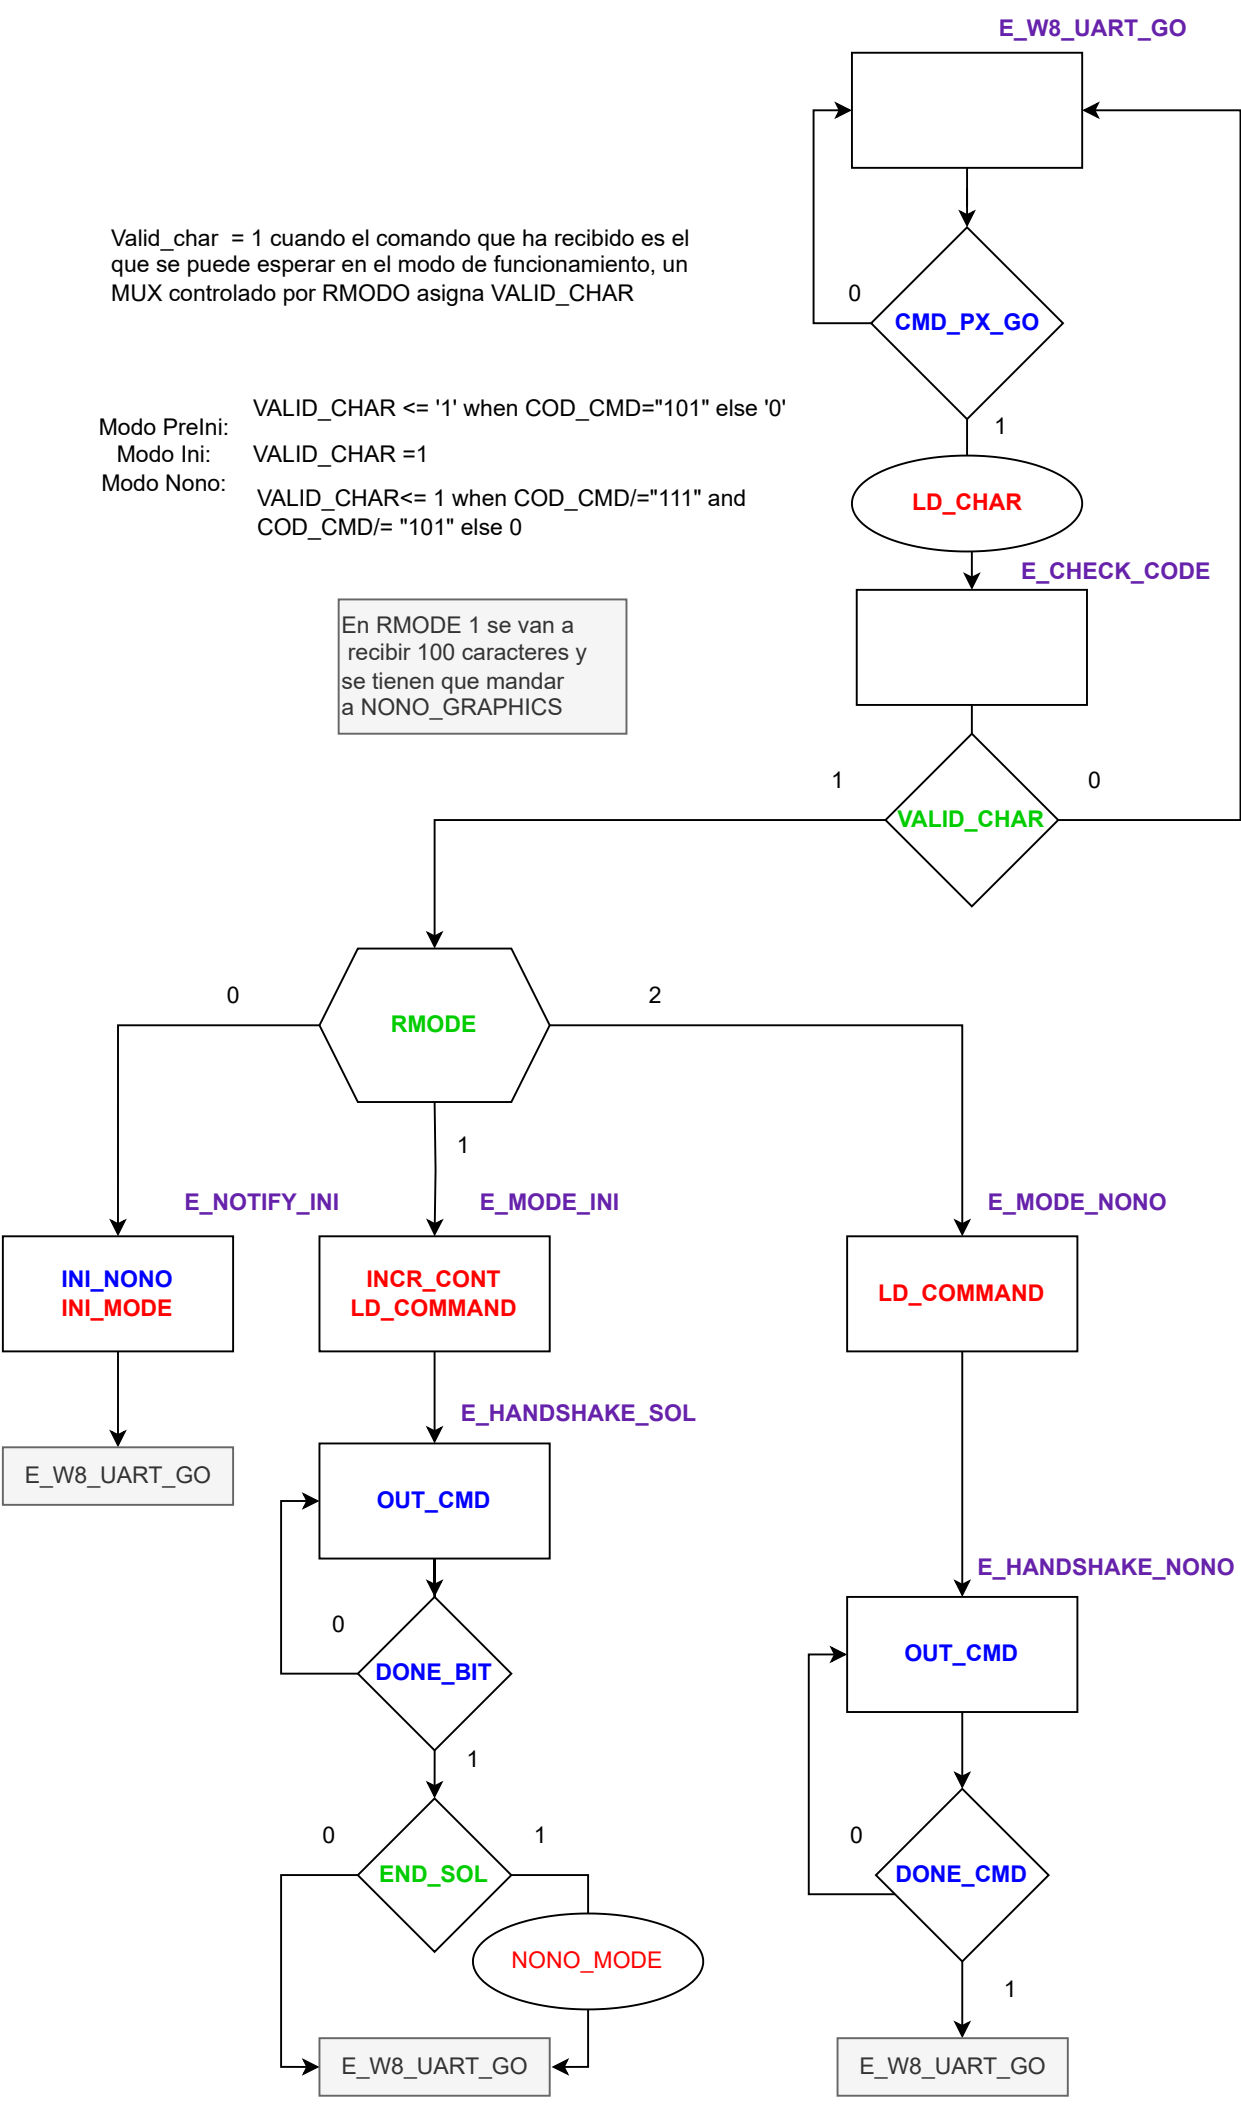 E_W8_UART_GO
Valid_char = 1 cuando el comando que ha recibido es el
que se puede esperar en el modo de funcionamiento, un
MUX controlado por RMODO asigna VALID_CHAR
0
CMD_PX_GO
1
Modo PreIni:
VALID_CHAR <= '1' when COD_CMD="101" else '0'
Modo Ini:
VALID_CHAR =1
Modo Nono:
VALID_CHAR<= 1 when COD_CMD/="111" and
COD_CMD/= "101" else 0
LD_CHAR
E_CHECK_CODE
En RMODE 1 se van a
recibir 100 caracteres y
se tienen que mandar
a NONO_GRAPHICS
1
0
VALID_CHAR
0
2
RMODE
1
E_NOTIFY_INI
E_MODE_INI
E_MODE_NONO
INI_NONO
INI_MODE
INCR_CONT
LD_COMMAND
LD_COMMAND
E_HANDSHAKE_SOL
E_W8_UART_GO
OUT_CMD
E_HANDSHAKE_NONO
0
DONE_BIT
OUT_CMD
1
0
1
END_SOL
0
DONE_CMD
NONO_MODE
1
E_W8_UART_GO
E_W8_UART_GO